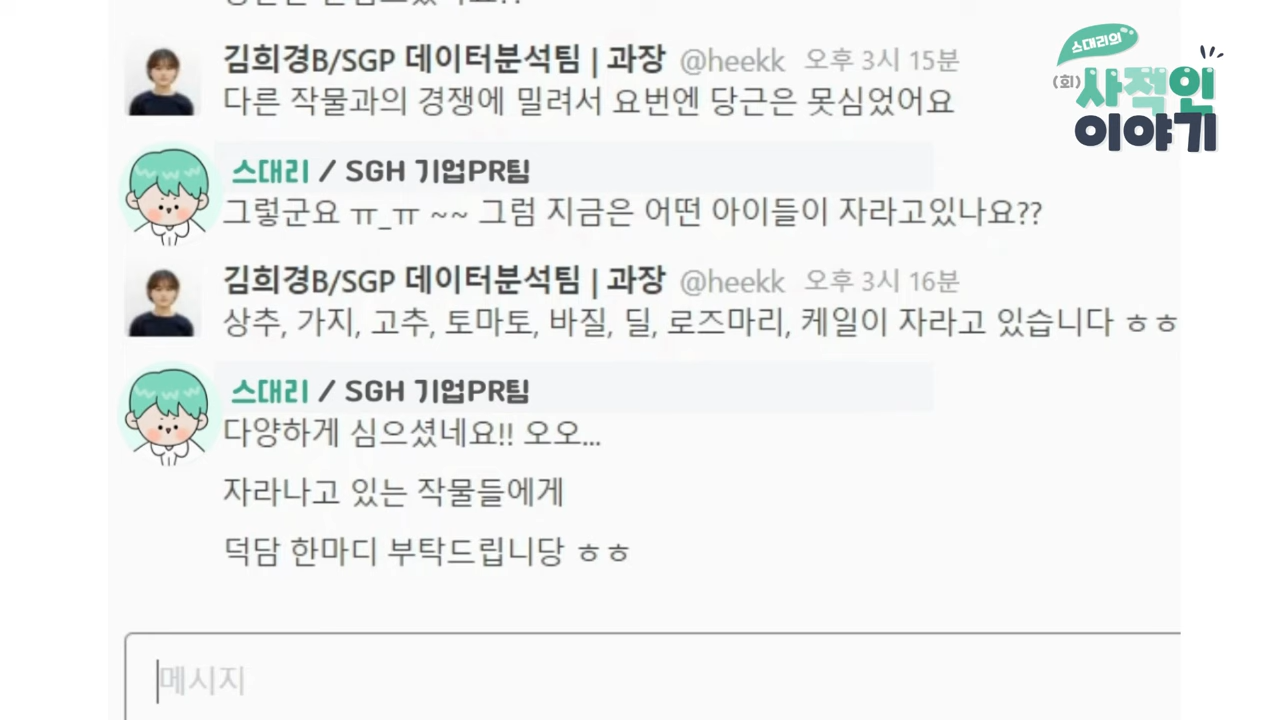 김희경B/SGP 데이터분석팀 | 과장 @heekk 오후 3시 15분
다른 작물과의 경쟁에 밀려서 요번엔 당근은 못심었어요
스대리의
(회)사적인
이야기
스대리 / SGH 기업PR팀
그렇군요 ㅠ_ㅠ ~~ 그럼 지금은 어떤 아이들이 자라고있나요??
김희경B/SGP 데이터분석팀 | 과장 @heekk 오후 3시 16분
상추, 가지, 고추, 토마토, 바질, 딜, 로즈마리, 케일이 자라고 있습니다 ㅎㅎ
스대리 / SGH 기업PR팀
다양하게 심으셨네요!! 오오...
자라나고 있는 작물들에게
덕담 한마디 부탁드립니당 ㅎㅎ
메시지